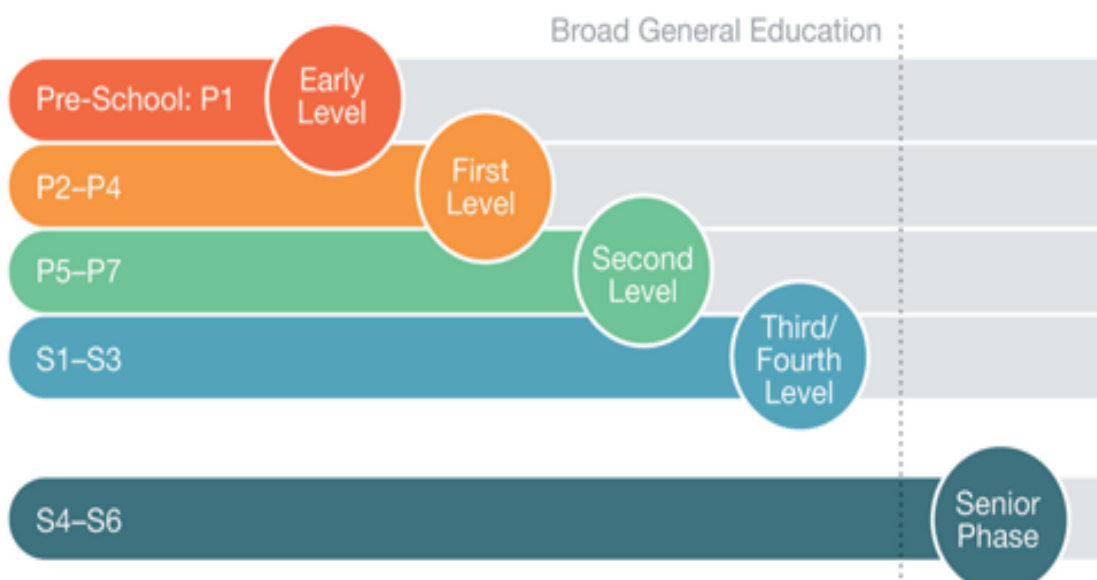 Broad General Education
Pre-School: P1
Early
Level
P2–P4
First
Level
P5–P7
Second
Level
S1–S3
Third/
Fourth
Level
S4–S6
Senior
Phase